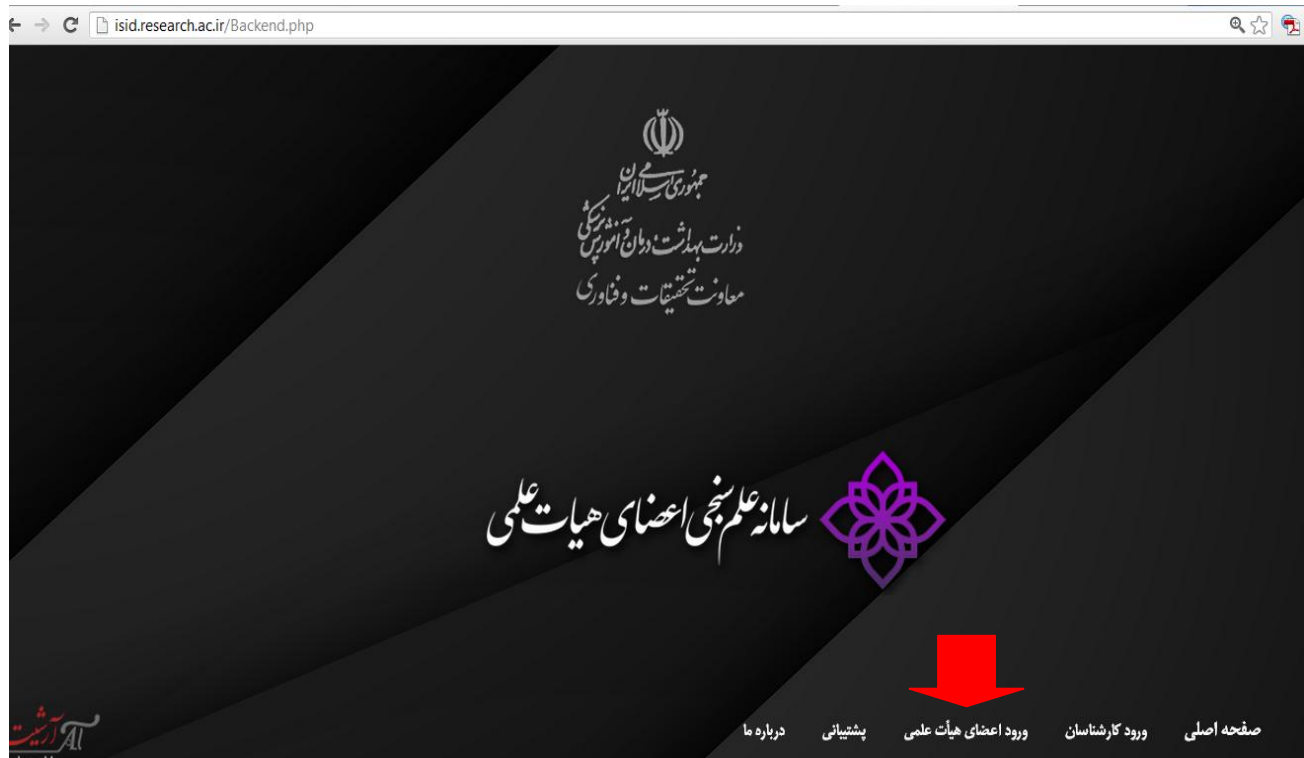 isid.research.ac.ir/Backend.php
جمهوری اسلامی ایران
وزارت بهداشت، درمان و آموزش پزشکی
معاونت تحقیقات و فناوری
سامانه علم سنجی اعضای هیات علمی
صفحه اصلی ورود کارشناسان ورود اعضای هیأت علمی پشتیبانی درباره ما
آرشیت